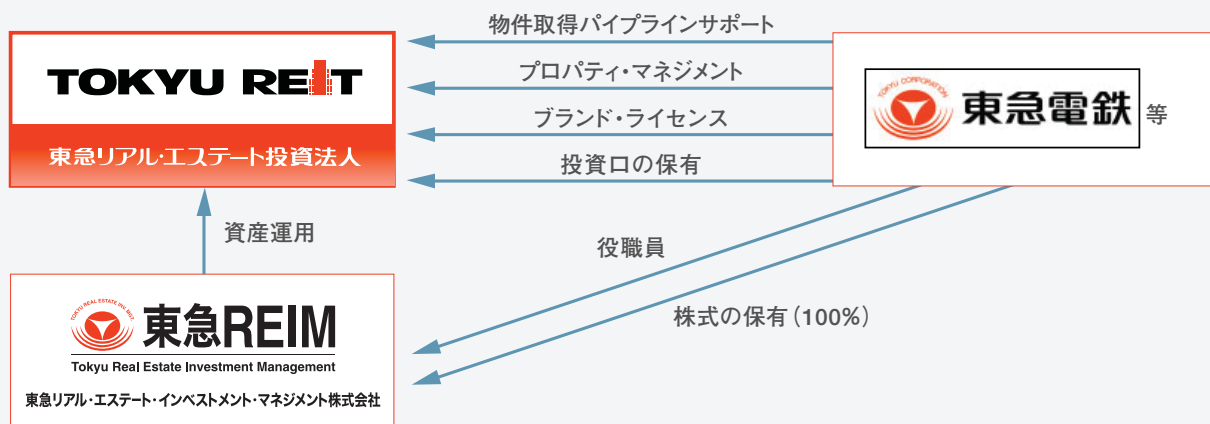 物件取得パイプラインサポート
プロパティ・マネジメント
ブランド・ライセンス
投資口の保有
TOKYU REIT
東急リアル・エステート投資法人
TOKYU CORPORATION
東急電鉄 等
資産運用
役職員
株式の保有（100%）
TOKYU REAL ESTATE INV. MGT.
東急REIM
Tokyu Real Estate Investment Management
東急リアル・エステート・インベストメント・マネジメント株式会社